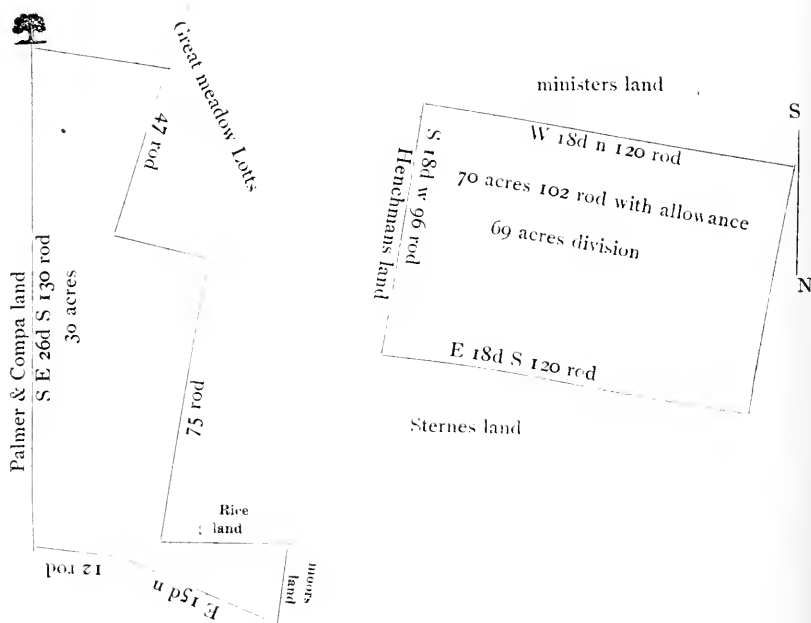 Great meadow Lotts
47 rod
Palmer & Compa land
S E 26d S 130 rod
30 acres
75 rod
Rice
land
moors
land
12 rod
E 15d n
ministers land
W 18d n 120 rod
S 18d w 96 rod
Henchmans land
70 acres 102 rod with allowance
69 acres division
E 18d S 120 rod
Sternes land
S
N